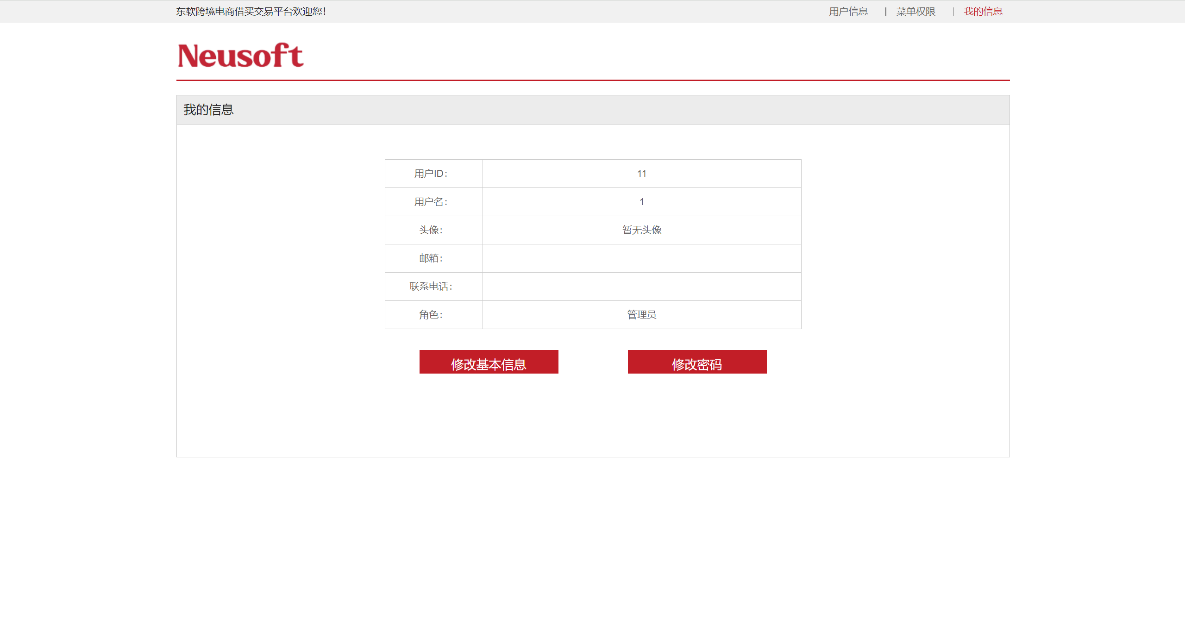 东软跨境电商借买交易平台欢迎您！ 用户信息 | 菜单权限 | 我的信息
Neusoft
我的信息
用户ID： 11
用户名： 1
头像： 暂无头像
邮箱：
联系电话：
角色： 管理员
修改基本信息 修改密码